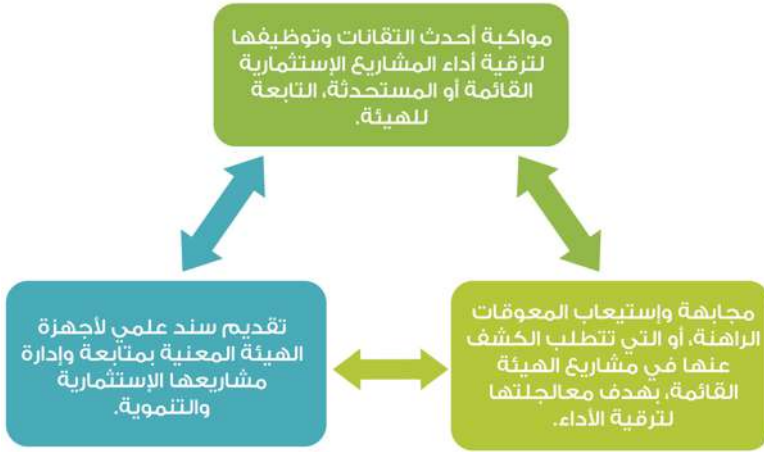 مواكبة أحدث التقانات وتوظيفها
لترقية أداء المشاريع الإستثمارية
القائمة أو المستحدثة، التابعة
للهيئة.
مجابهة وإستيعاب المعوقات
الراهنة، أو التي تتطلب الكشف
عنها في مشاريع الهيئة
القائمة، بهدف معالجلتها
لترقية الأداء.
تقديم سند علمي لأجهزة
الهيئة المعنية بمتابعة وإدارة
مشاريعها الإستثمارية
والتنموية.